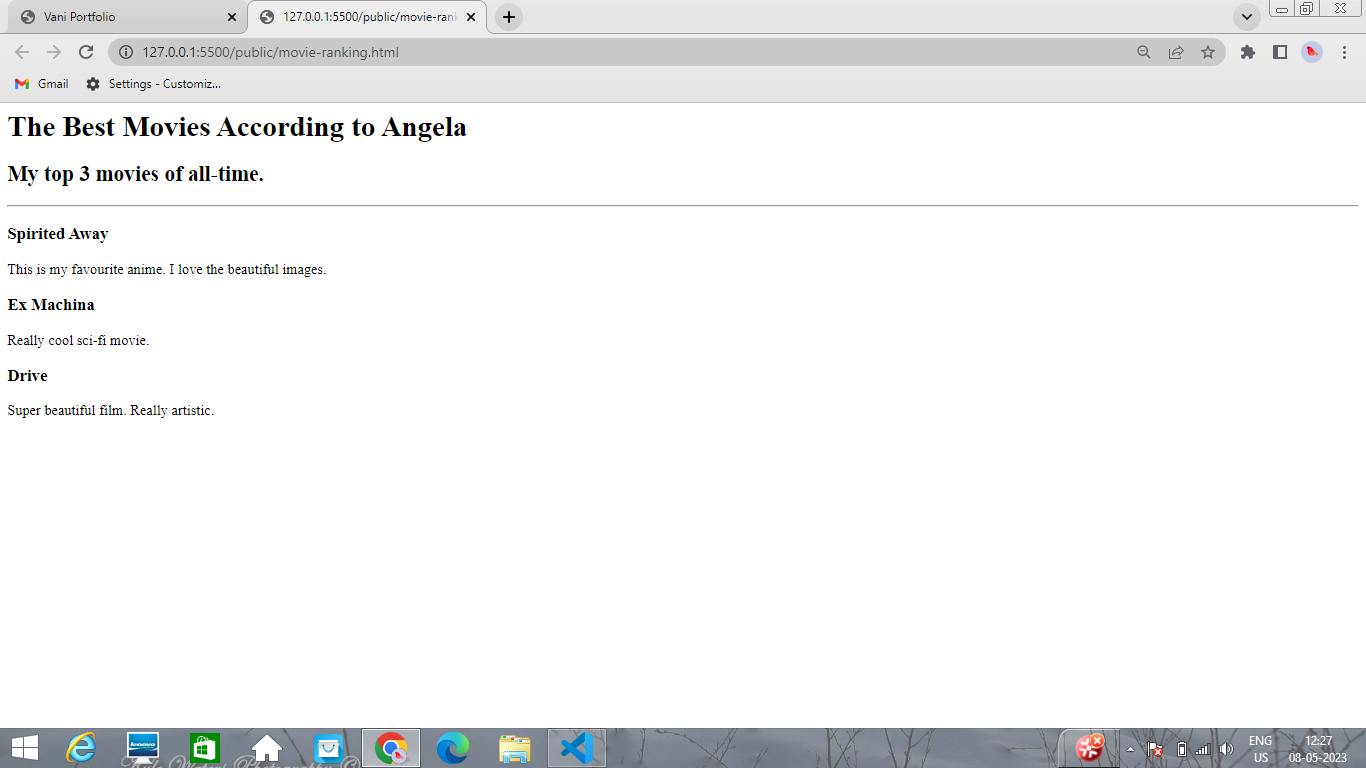 Vani Portfolio
127.0.0.1:5500/public/movie-rank
127.0.0.1:5500/public/movie-ranking.html
Gmail
Settings - Customiz...
The Best Movies According to Angela
My top 3 movies of all-time.
Spirited Away
This is my favourite anime. I love the beautiful images.
Ex Machina
Really cool sci-fi movie.
Drive
Super beautiful film. Really artistic.
lenovo
ENG
US
12:27
08-05-2023